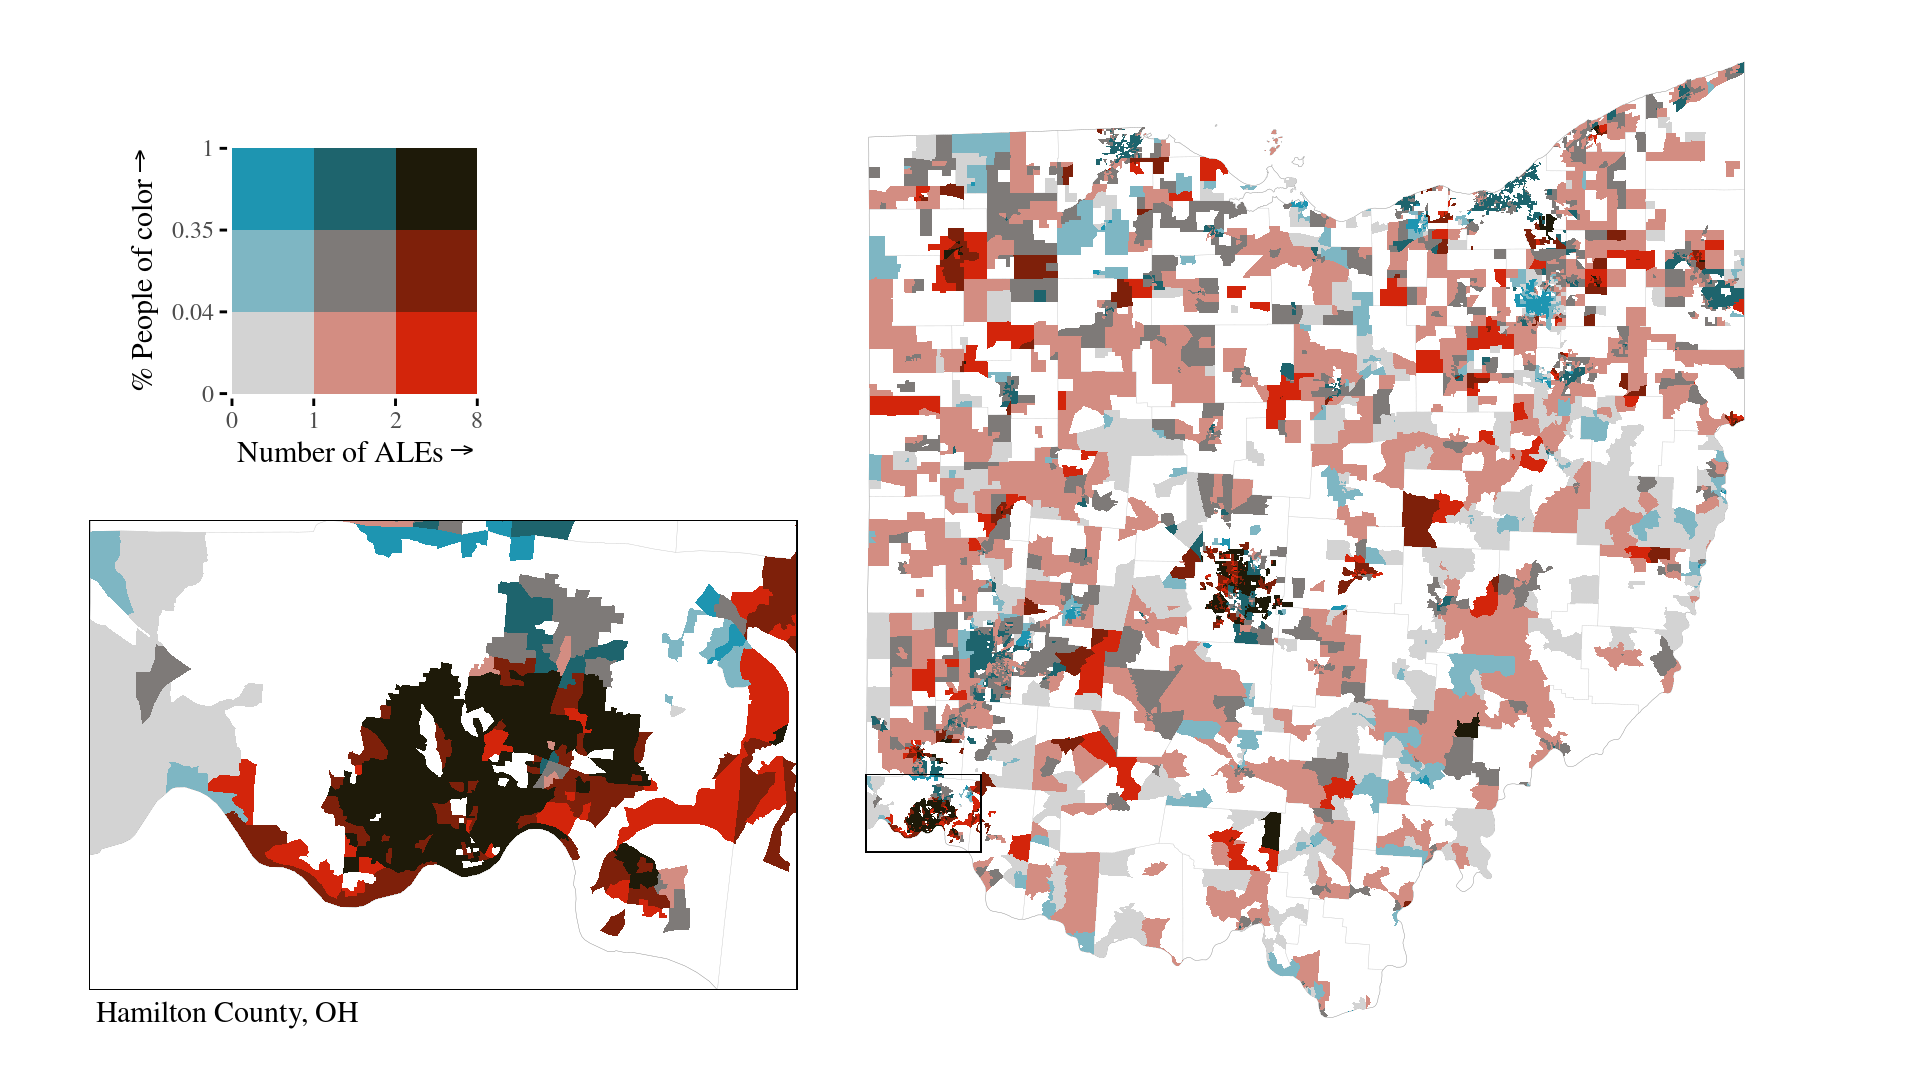 % People of color →
1
0.35
0.04
0
0 1 2 8
Number of ALEs →
Hamilton County, OH